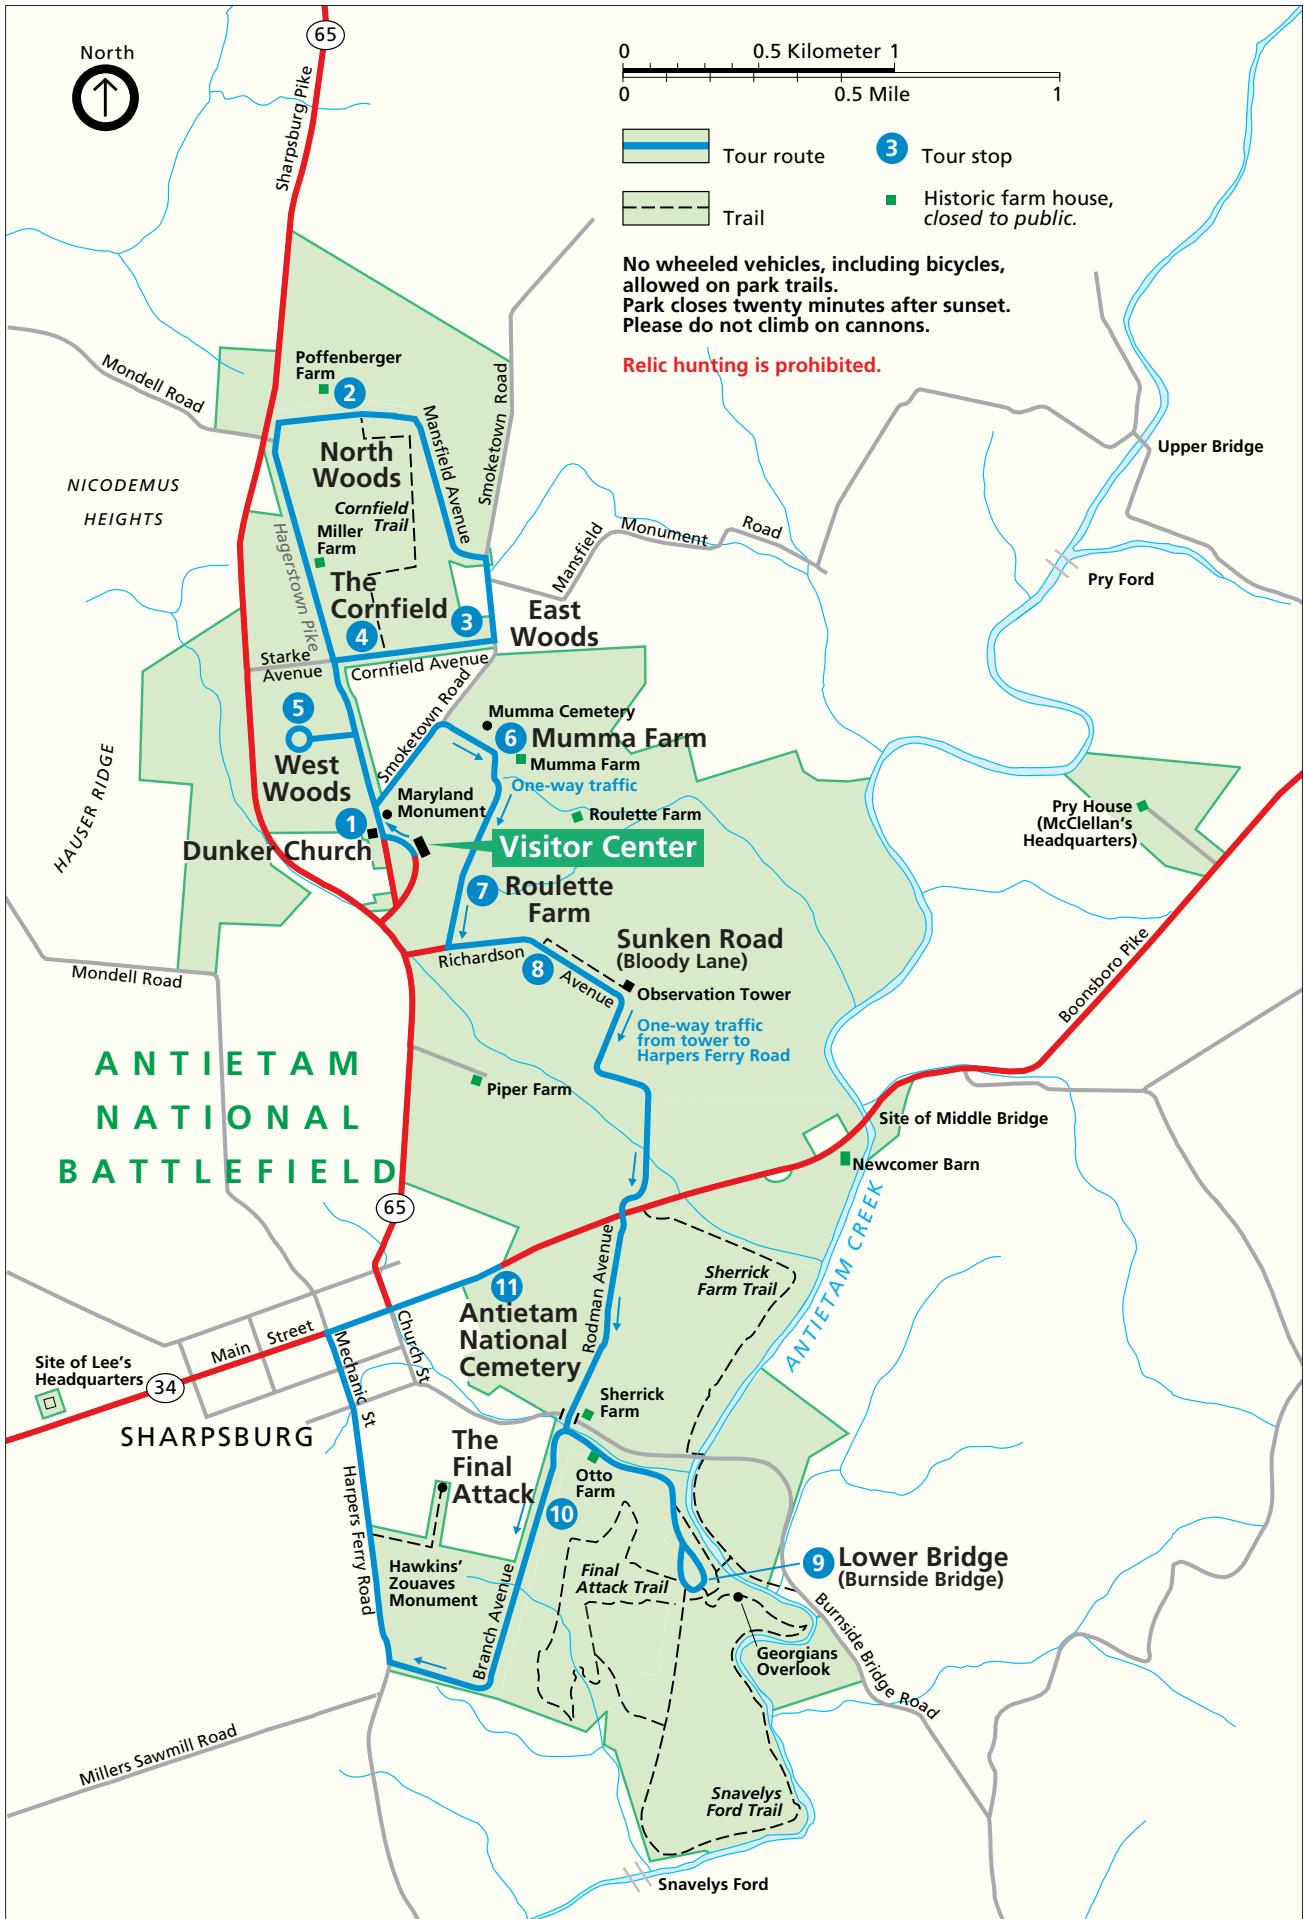 65
North
Sharpsburg Pike
0
0.5 Kilometer
1
0
0.5 Mile
1
Tour route
3
Tour stop
Trail
Historic farm house,
closed to public.
No wheeled vehicles, including bicycles,
allowed on park trails.
Park closes twenty minutes after sunset.
Please do not climb on cannons.
Relic hunting is prohibited.
Mondell Road
Poffenberger
Farm
2
Mansfield Avenue
Smoketown Road
North
Woods
Cornfield
Trail
NICODEMUS
HEIGHTS
Hagerstown Pike
Miller
Farm
The
Cornfield
3
4
Mansfield
Monument
Road
East
Woods
Upper Bridge
Pry Ford
Starke
Avenue
Cornfield Avenue
Smoketown Road
5
West
Woods
Mumma Cemetery
6
Mumma Farm
Mumma Farm
One-way traffic
Maryland
Monument
Roulette Farm
HAUSER RIDGE
1
Dunker Church
Visitor Center
Pry House
(McClellan's
Headquarters)
7
Roulette
Farm
Sunken Road
(Bloody Lane)
Richardson
Avenue
8
Observation Tower
One-way traffic
from tower to
Harpers Ferry Road
Boonsboro Pike
Mondell Road
ANTIETAM
NATIONAL
BATTLEFIELD
Piper Farm
Site of Middle Bridge
Newcomer Barn
65
ANTIETAM CREEK
Rodman Avenue
Sherrick
Farm Trail
11
Antietam
National
Cemetery
Church St
Main
Street
Mechanic St
Site of Lee's
Headquarters
34
SHARPSBURG
Sherrick
Farm
The
Final
Attack
Otto
Farm
10
Harpers Ferry Road
Hawkins'
Zouaves
Monument
Final
Attack Trail
9
Lower Bridge
(Burnside Bridge)
Branch Avenue
Burnside Bridge Road
Georgians
Overlook
Millers Sawmill Road
Snavelys
Ford Trail
Snavelys Ford